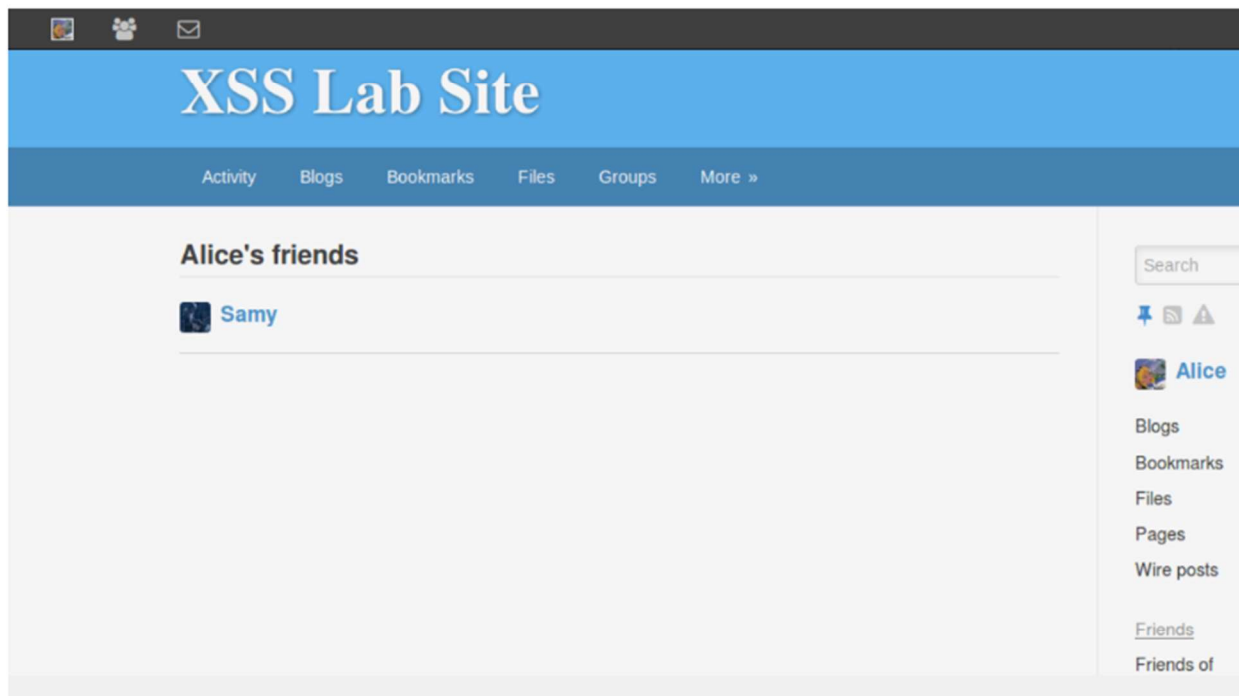 XSS Lab Site
Activity Blogs Bookmarks Files Groups More »
Alice's friends
Samy
Search
Alice
Blogs
Bookmarks
Files
Pages
Wire posts
Friends
Friends of